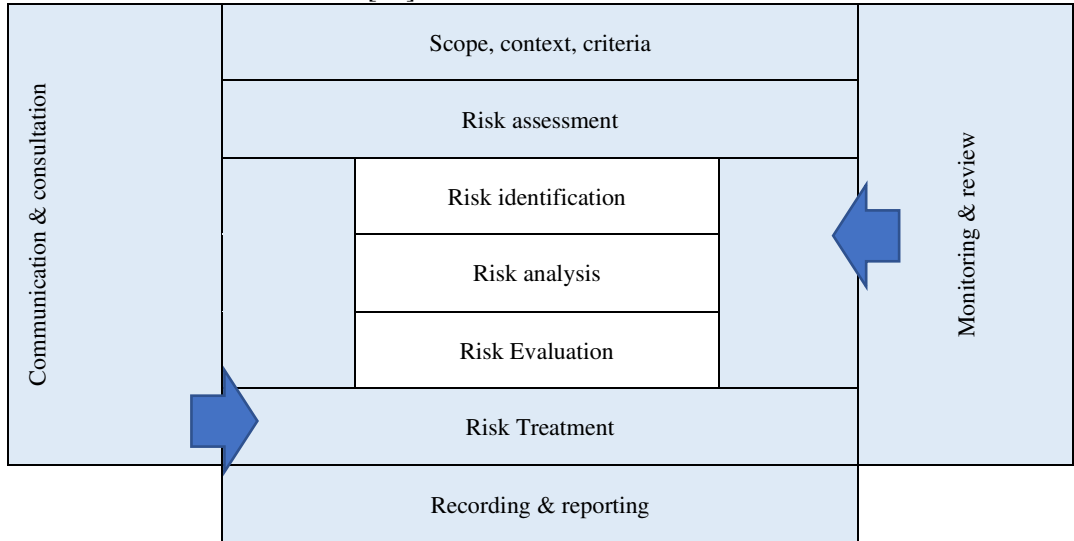 Scope, context, criteria
Communication & consultation
Risk assessment
Risk identification
Risk analysis
Risk Evaluation
Monitoring & review
Risk Treatment
Recording & reporting